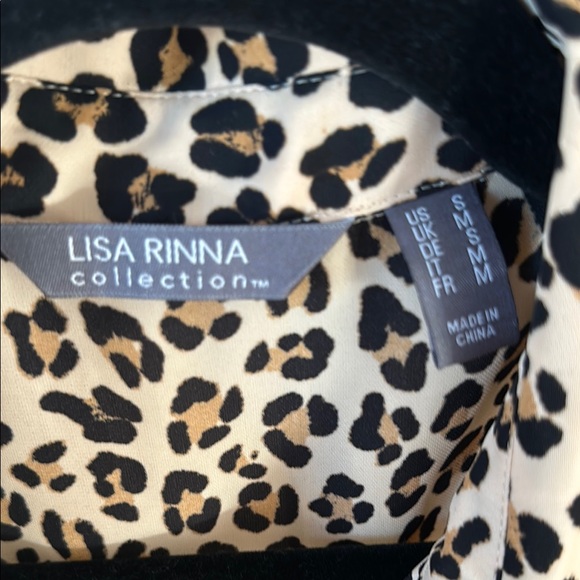 LISA RINNA
collection™
US S
UK M
DE S
IT M
FR M
MADE IN
CHINA